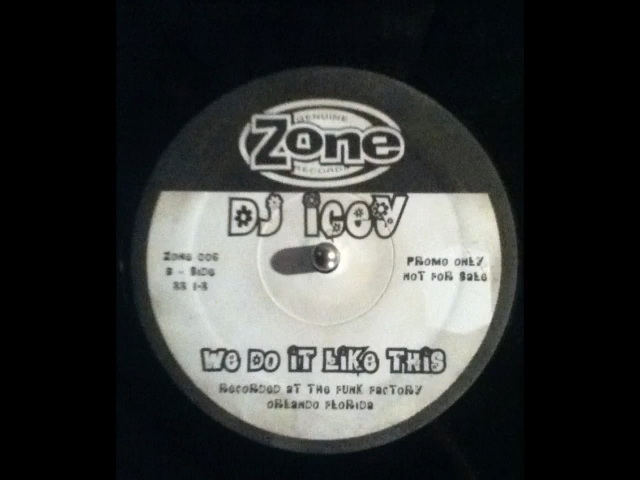 GENUINE
Zone
RECORDS
DJ icey
Zone 006
B - Side
33 1-3
PROMO ONLY
NOT FOR SALE
We Do iT Like This
RECORDED AT THE FUNK FACTORY
ORLANDO FLORIDA